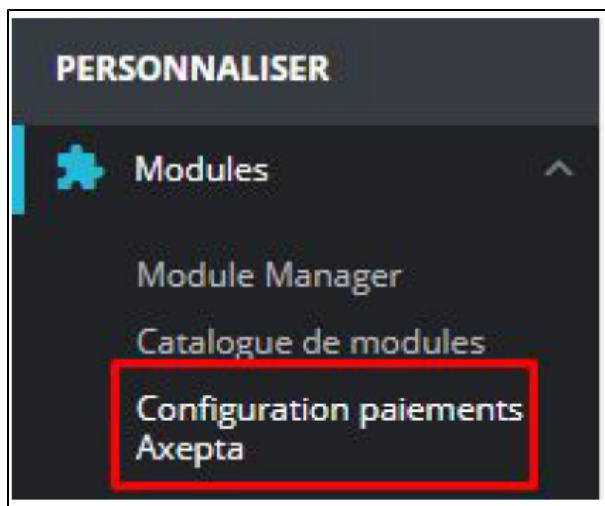 PERSONNALISER
Modules
Module Manager
Catalogue de modules
Configuration paiements
Axepta